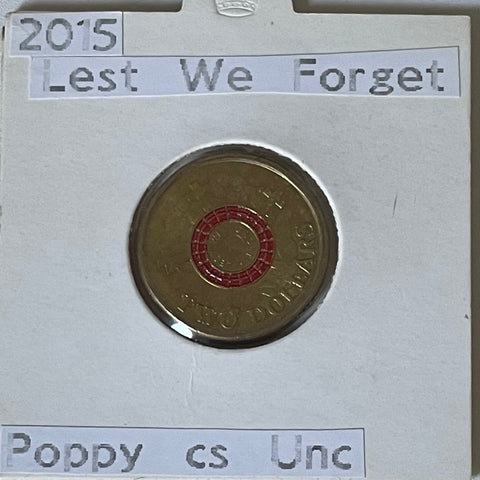 2015
Lest We Forget
TWO DOLLARS
Poppy cs Unc